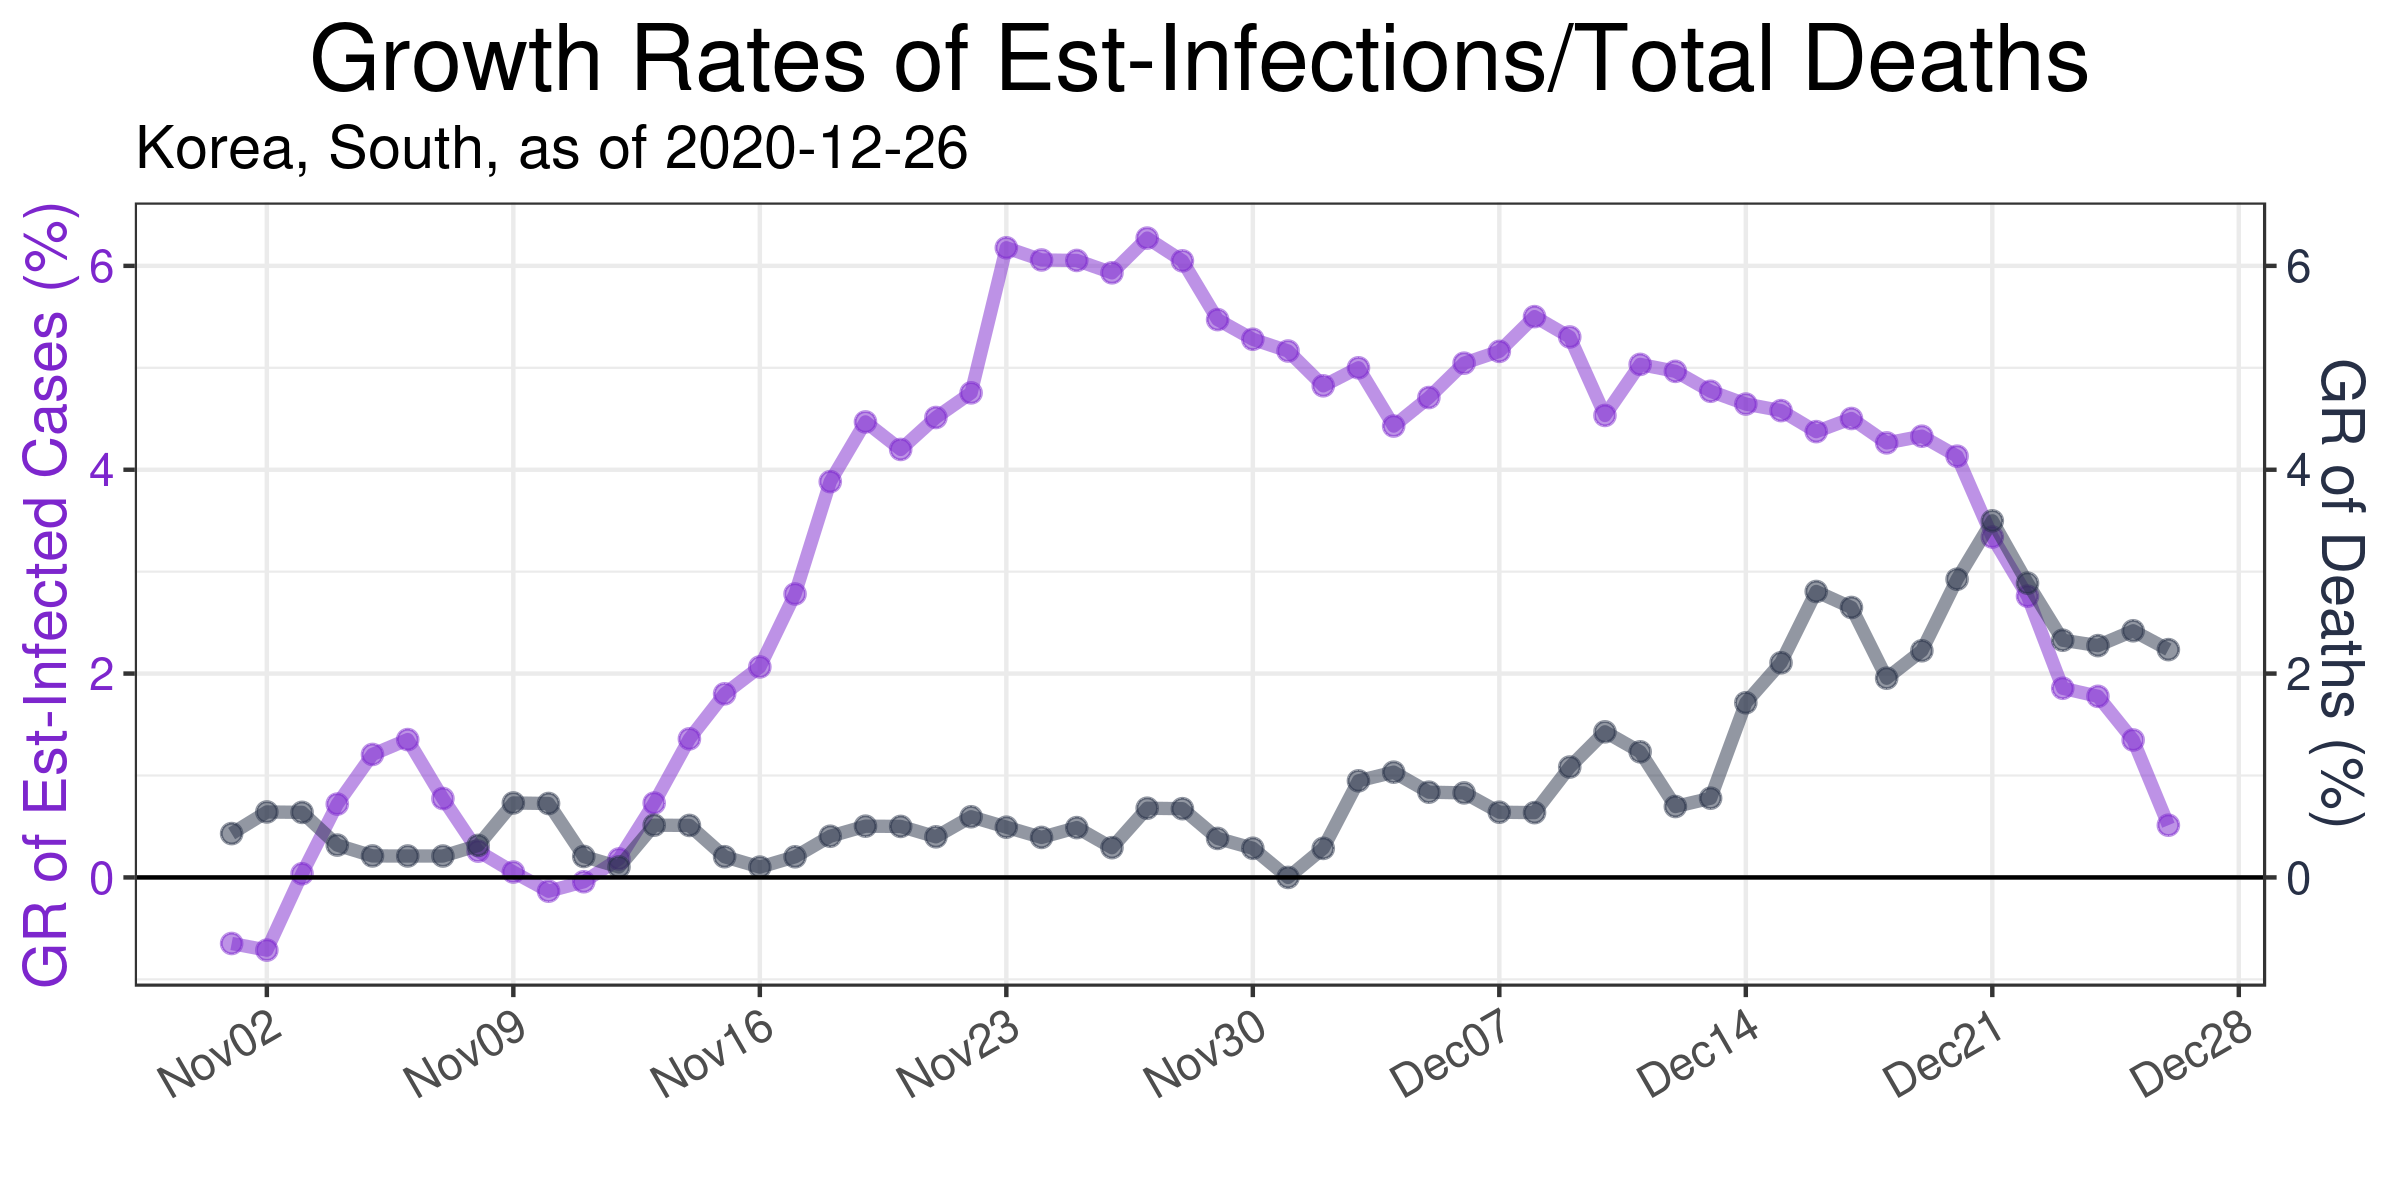 Growth Rates of Est-Infections/Total Deaths
Korea, South, as of 2020-12-26
GR of Est-Infected Cases (%)
6
4
2
0
6
4
2
0
GR of Deaths (%)
Nov02
Nov09
Nov16
Nov23
Nov30
Dec07
Dec14
Dec21
Dec28